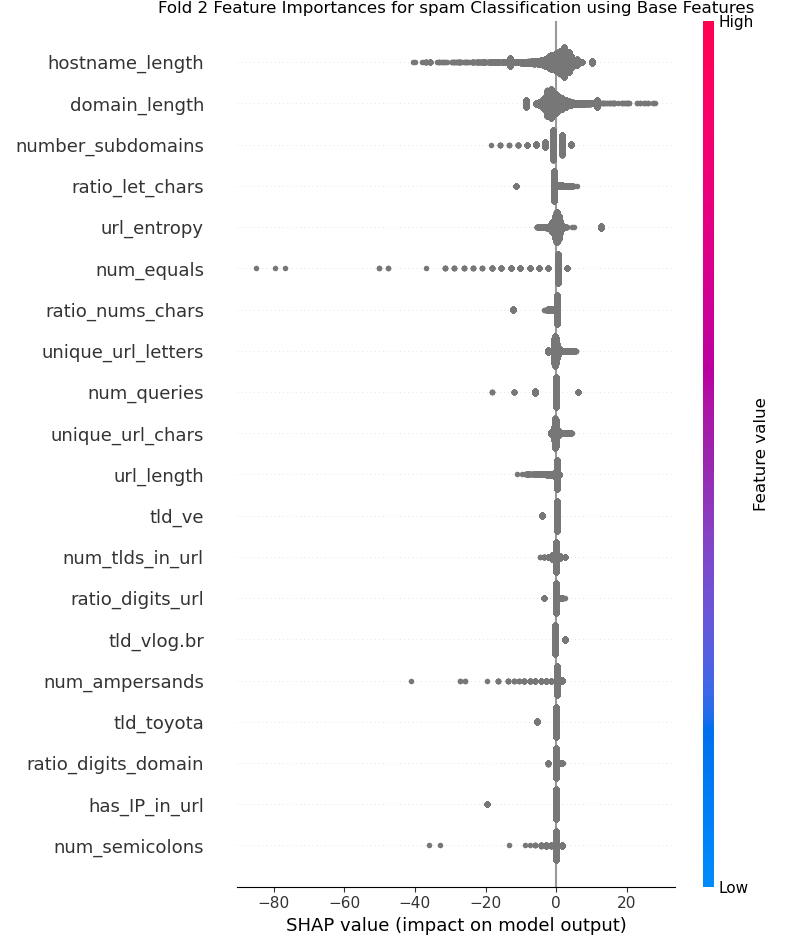 Fold 2 Feature Importances for spam Classification using Base Features
High
hostname_length
domain_length
number_subdomains
ratio_let_chars
url_entropy
num_equals
ratio_nums_chars
unique_url_letters
num_queries
unique_url_chars
url_length
tld_ve
num_tlds_in_url
ratio_digits_url
tld_vlog.br
num_ampersands
tld_toyota
ratio_digits_domain
has_IP_in_url
num_semicolons
Feature value
Low
−80 −60 −40 −20 0 20
SHAP value (impact on model output)